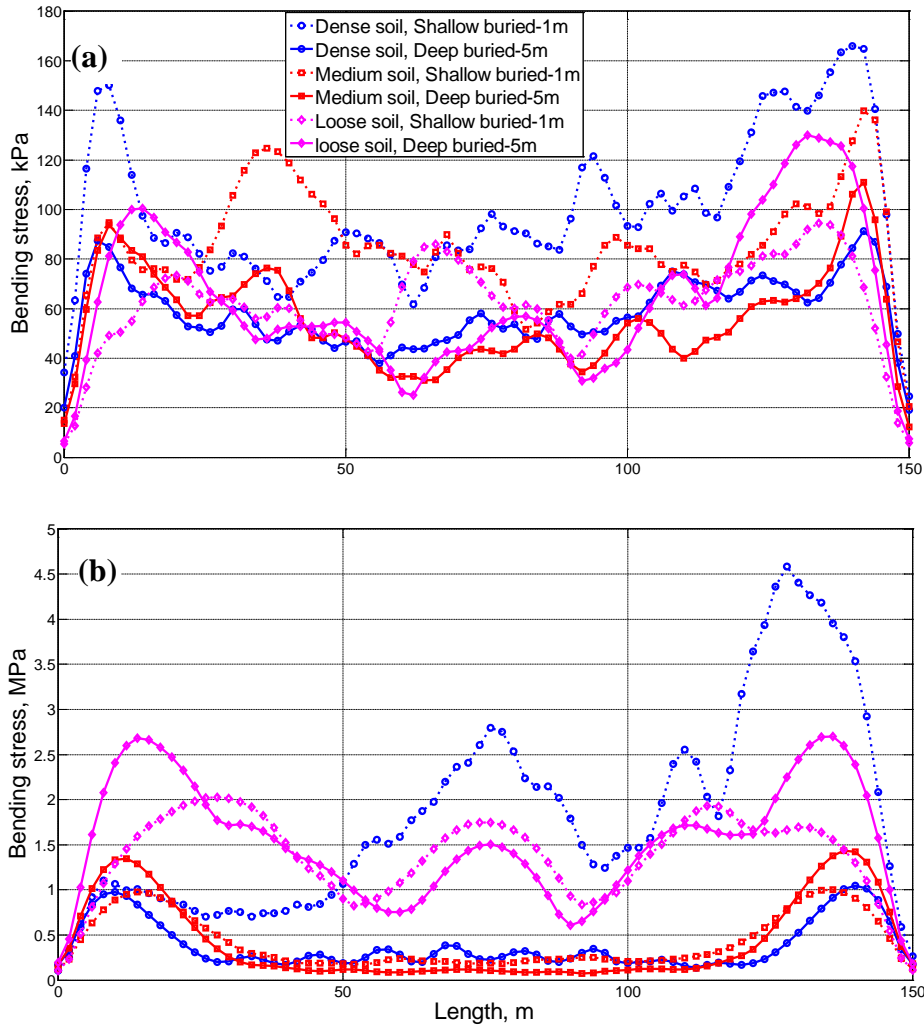 180
160
140
120
100
80
60
40
20
0
Bending stress, kPa
(a)
Dense soil, Shallow buried-1m
Dense soil, Deep buried-5m
Medium soil, Shallow buried-1m
Medium soil, Deep buried-5m
Loose soil, Shallow buried-1m
loose soil, Deep buried-5m
0 50 100 150
5
4.5
4
3.5
3
2.5
2
1.5
1
0.5
0
Bending stress, MPa
(b)
0 50 100 150
Length, m